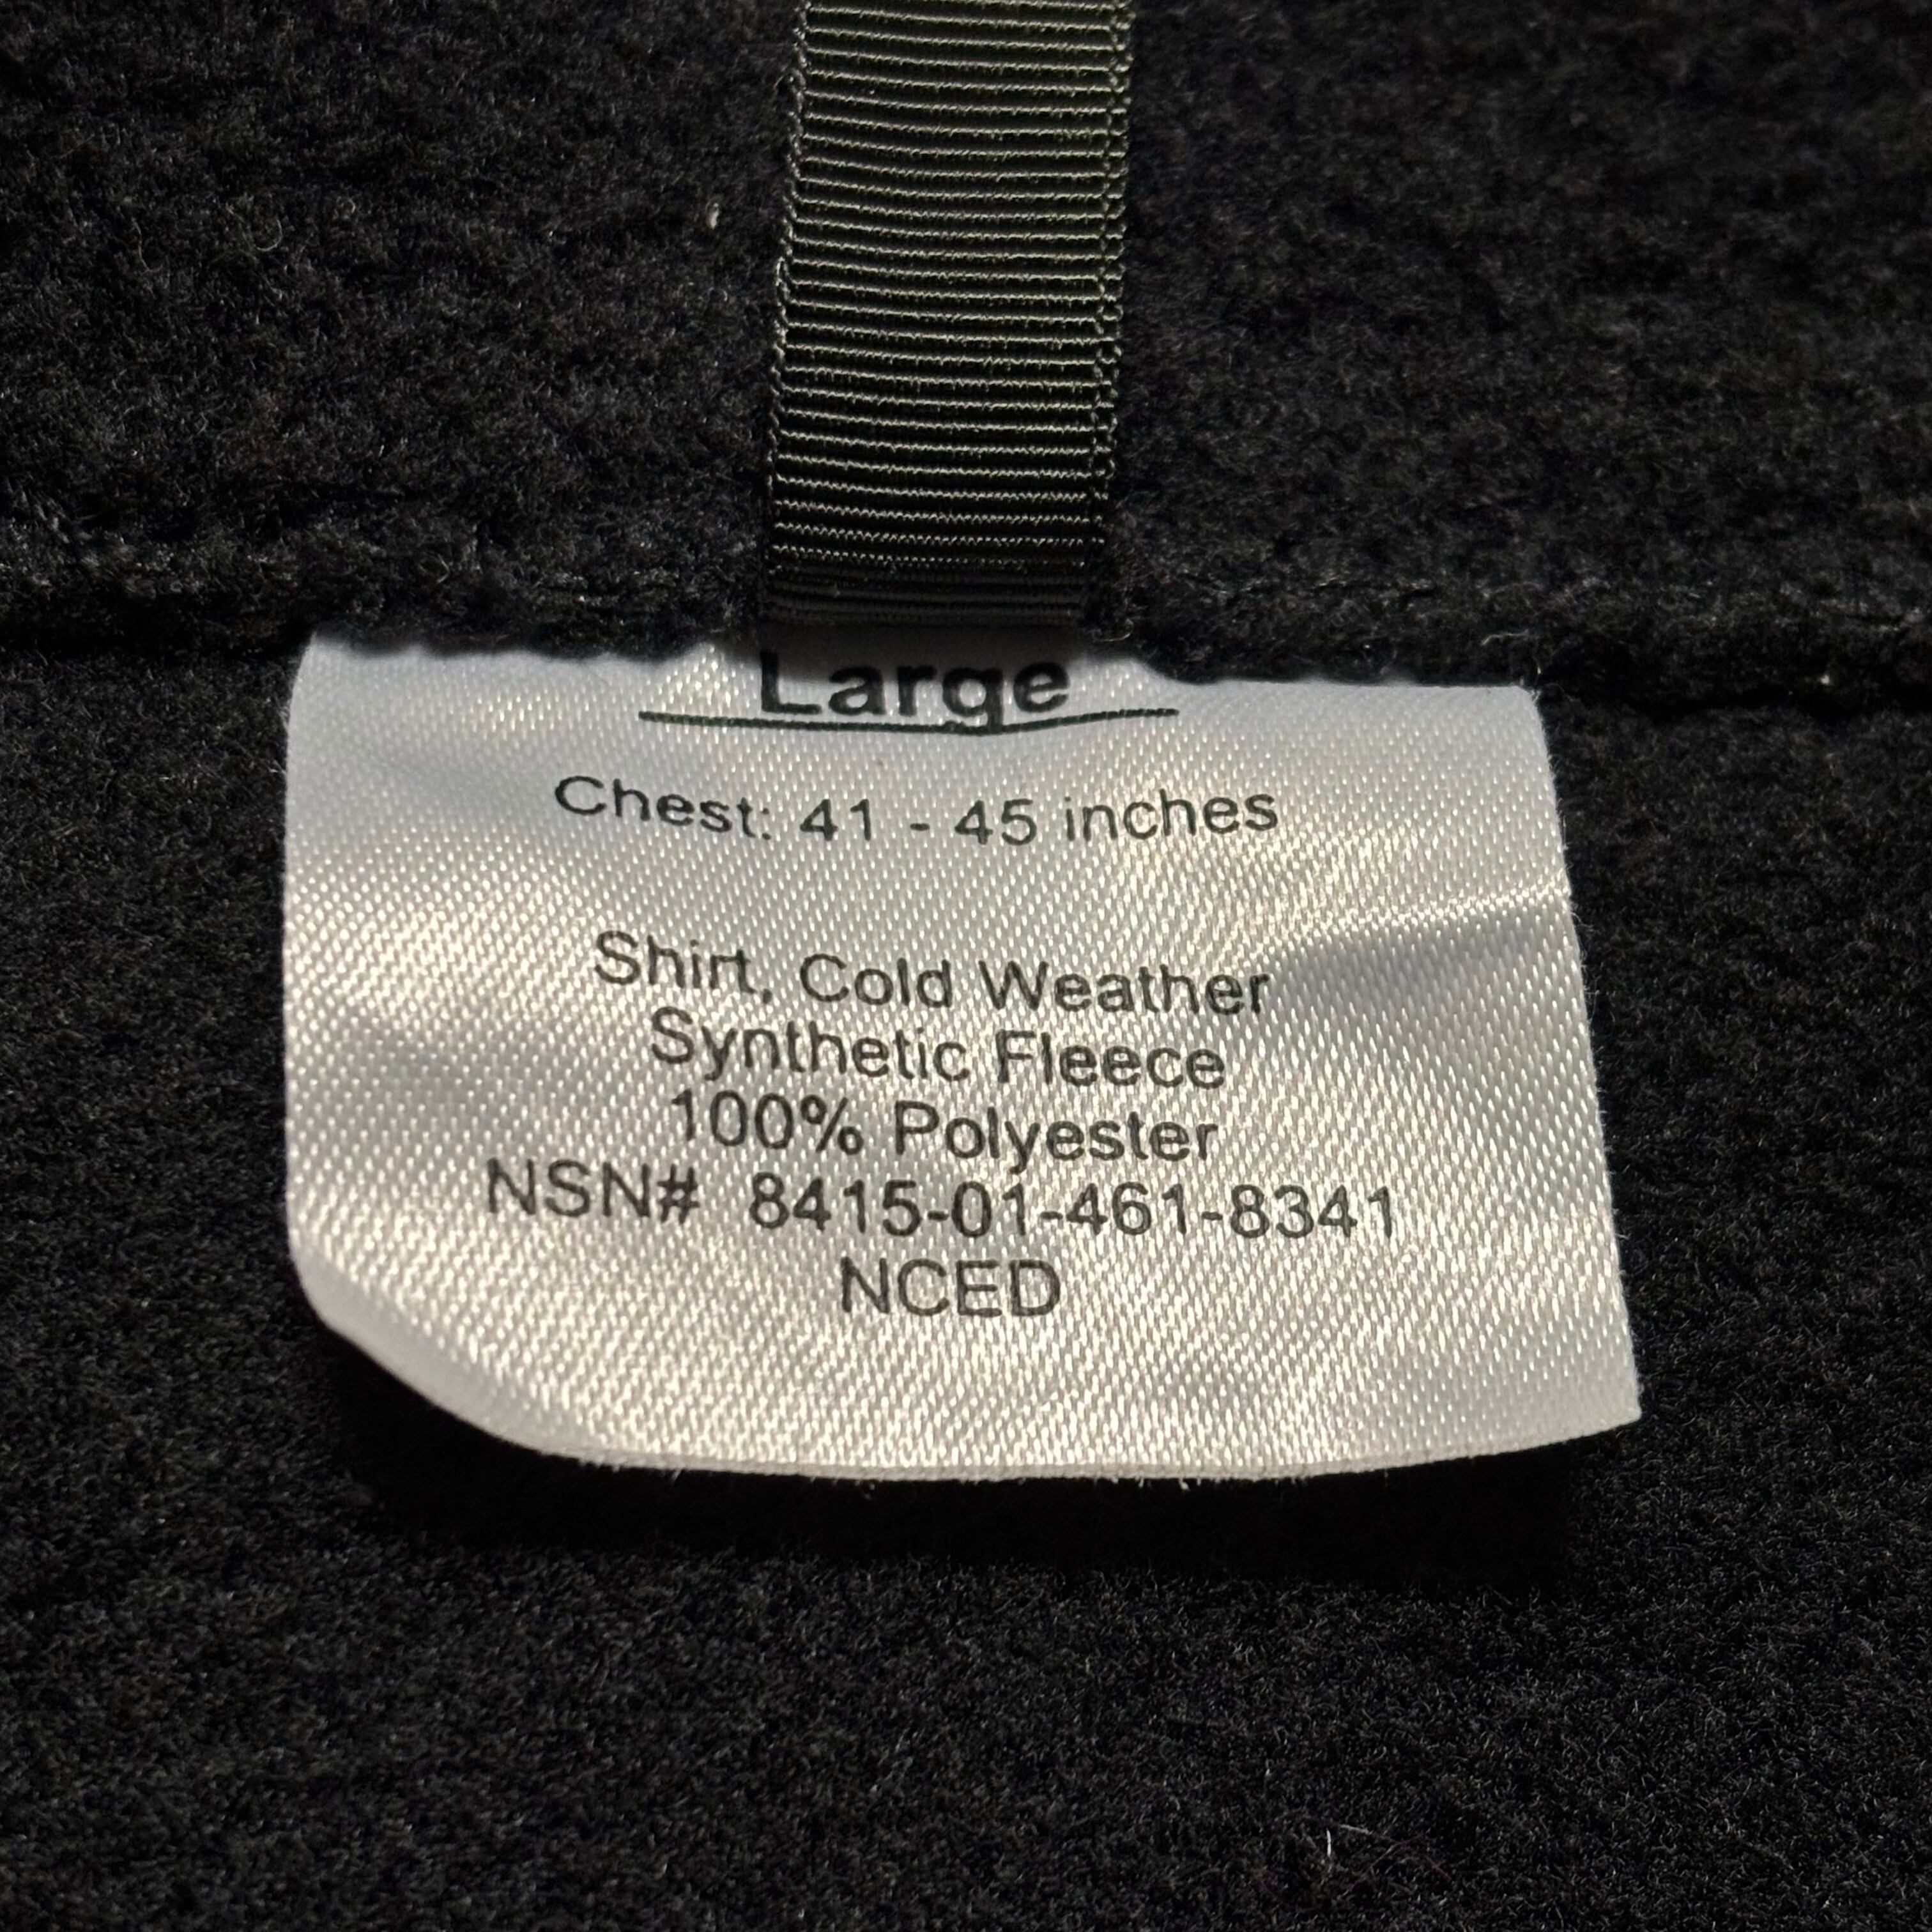 Large
Chest: 41 - 45 inches
Shirt, Cold Weather
Synthetic Fleece
100% Polyester
NSN# 8415-01-461-8341
NCED